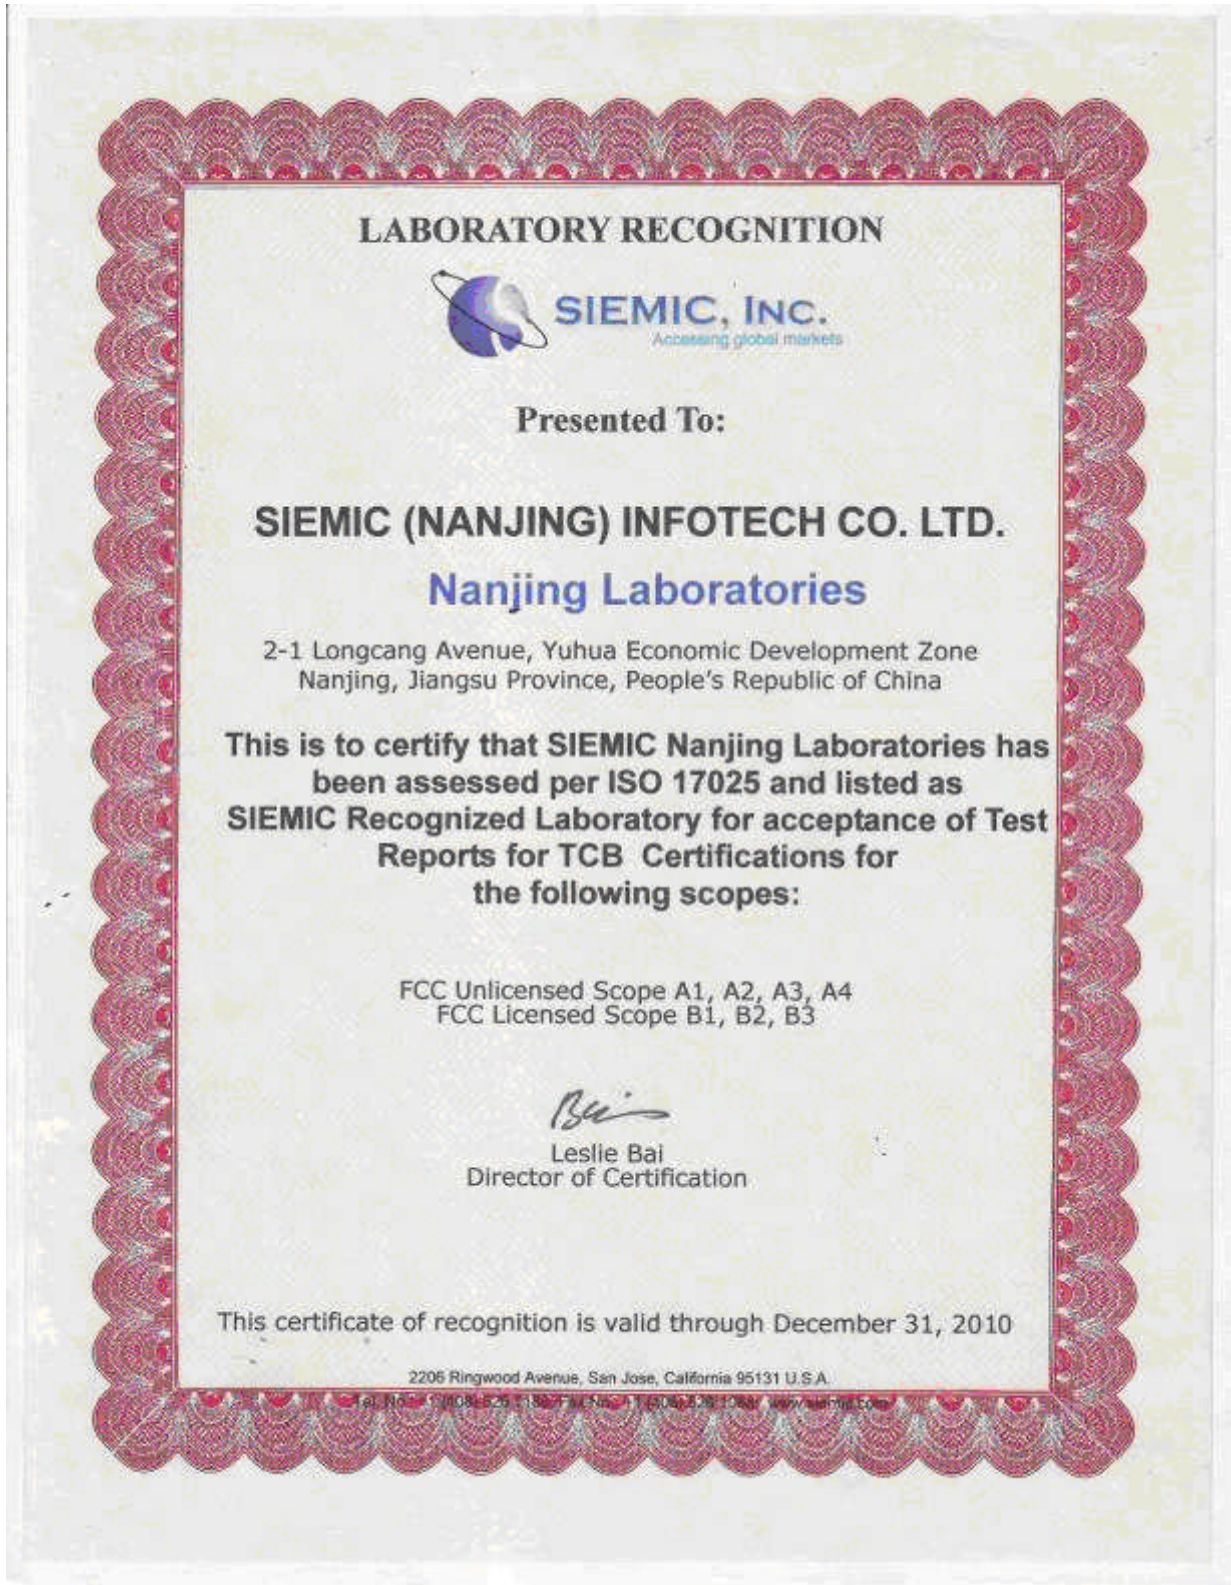 LABORATORY RECOGNITION
SIEMIC, INC.
Accessing global markets
Presented To:
SIEMIC (NANJING) INFOTECH CO. LTD.
Nanjing Laboratories
2-1 Longcang Avenue, Yuhua Economic Development Zone
Nanjing, Jiangsu Province, People's Republic of China
This is to certify that SIEMIC Nanjing Laboratories has
been assessed per ISO 17025 and listed as
SIEMIC Recognized Laboratory for acceptance of Test
Reports for TCB Certifications for
the following scopes:
FCC Unlicensed Scope A1, A2, A3, A4
FCC Licensed Scope B1, B2, B3
Leslie Bai
Director of Certification
This certificate of recognition is valid through December 31, 2010
2206 Ringwood Avenue, San Jose, California 95131 U.S.A.